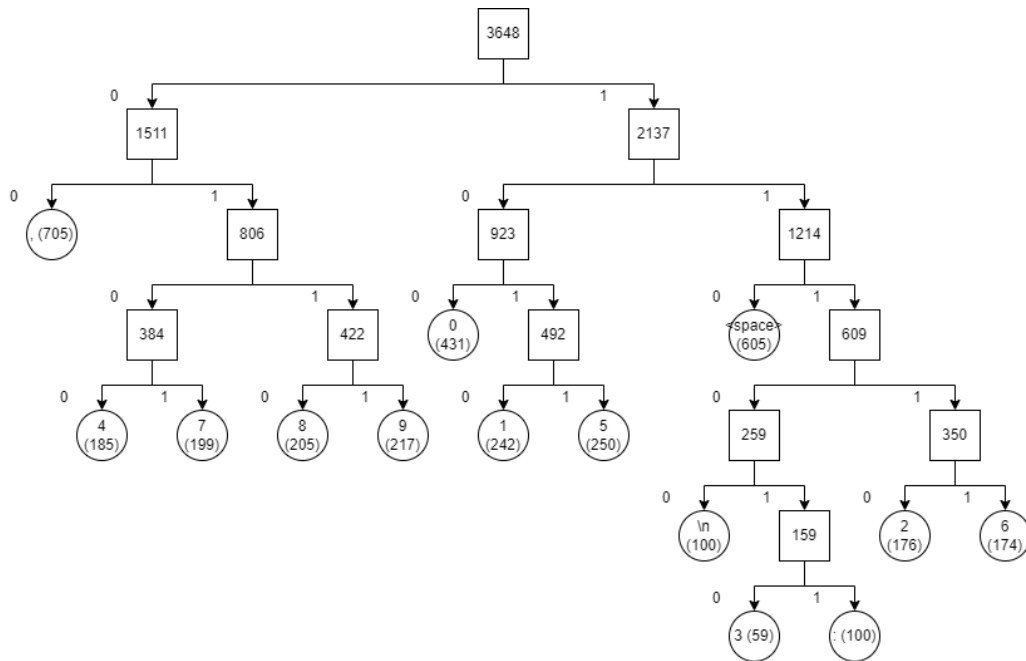 3648
0 1
1511 2137
0 1 0 1
, (705) 806 923 1214
0 1 0 1 0 1
384 422 0 (431) 492 <space> (605) 609
0 1 0 1 0 1 0 1
4 (185) 7 (199) 8 (205) 9 (217) 1 (242) 5 (250) 259 350
0 1 0 1
\n (100) 159 2 (176) 6 (174)
0 1
3 (59) : (100)